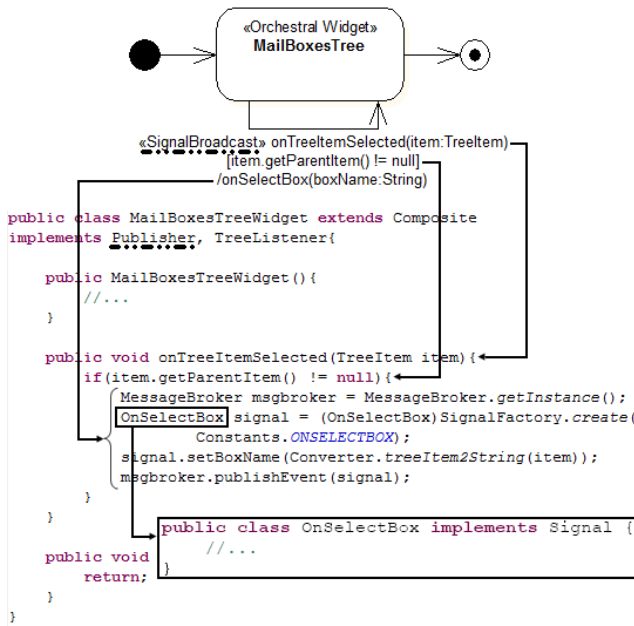 «Orchestral Widget»
MailBoxesTree
«SignalBroadcast» onTreeItemSelected(item:TreeItem)
[item.getParentItem() != null]
/onSelectBox(boxName:String)
public class MailBoxesTreeWidget extends Composite
implements Publisher, TreeListener{
public MailBoxesTreeWidget(){
//...
}
public void onTreeItemSelected(TreeItem item){
if(item.getParentItem() != null){
MessageBroker msgbroker = MessageBroker.getInstance();
OnSelectBox signal = (OnSelectBox)SignalFactory.create(
Constants.ONSELECTBOX);
signal.setBoxName(Converter.treeItem2String(item));
msgbroker.publishEvent(signal);
}
}
public class OnSelectBox implements Signal {
//...
}
public void
return;
}
}